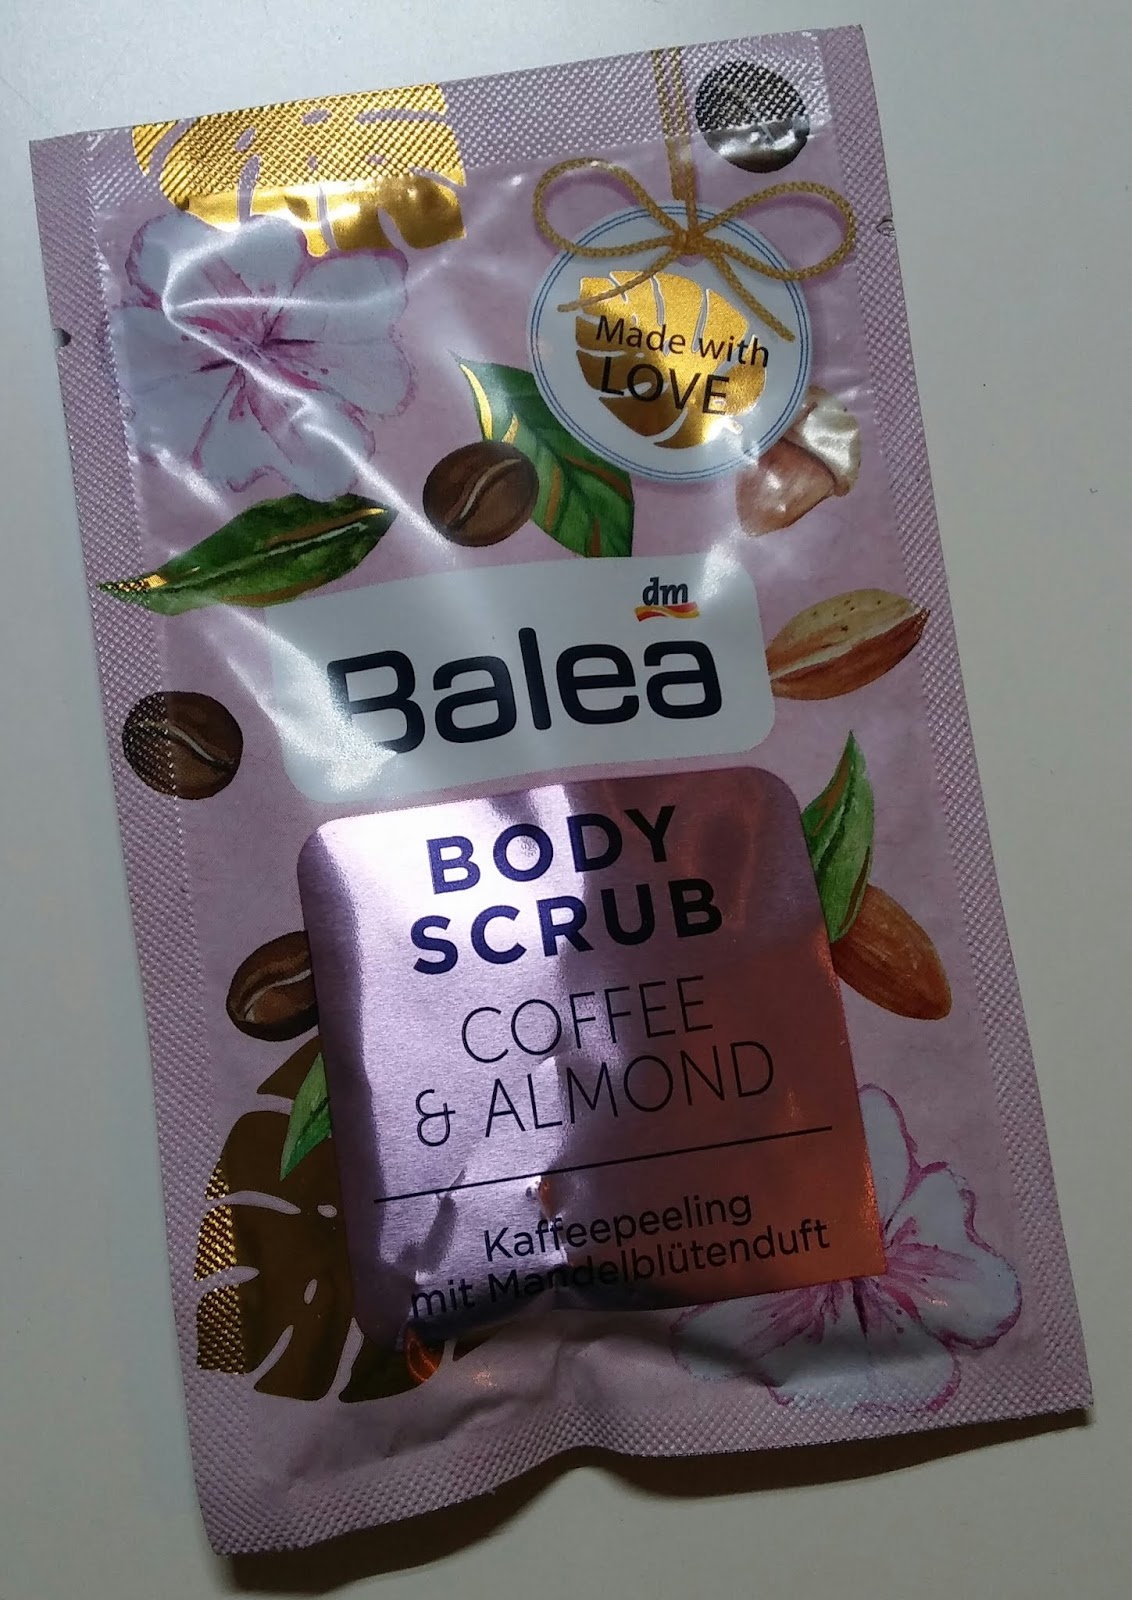 Made with
LOVE
dm
Balea
BODY
SCRUB
COFFEE
& ALMOND
Kaffeepeeling
mit Mandelblütenduft